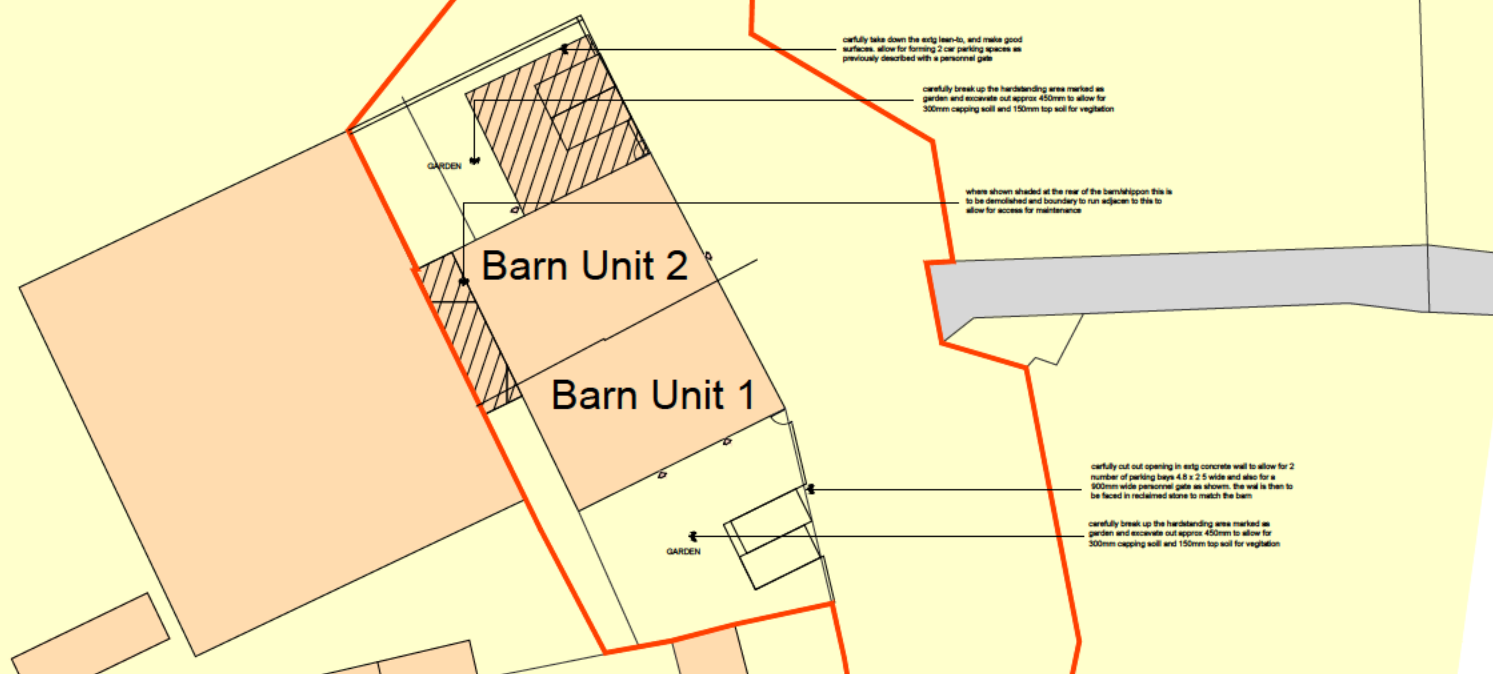 carfully take down the extg lean-to, and make good
surfaces. allow for forming 2 car parking spaces as
previously described with a personnel gate
carefully break up the hardstanding area marked as
garden and excavate out approx 450mm to allow for
300mm capping soill and 150mm top soil for vegitation
GARDEN
where shown shaded at the rear of the barn/shippon this is
to be demolished and boundary to run adjacen to this to
allow for access for maintenance
Barn Unit 2
Barn Unit 1
carfully cut out opening in extg concrete wall to allow for 2
number of parking bays 4.8 x 2 5 wide and also for a
900mm wide personnel gate as shown. the wal is then to
be faced in reclaimed stone to match the barn
carefully break up the hardstanding area marked as
garden and excavate out approx 450mm to allow for
300mm capping soill and 150mm top soil for vegitation
GARDEN